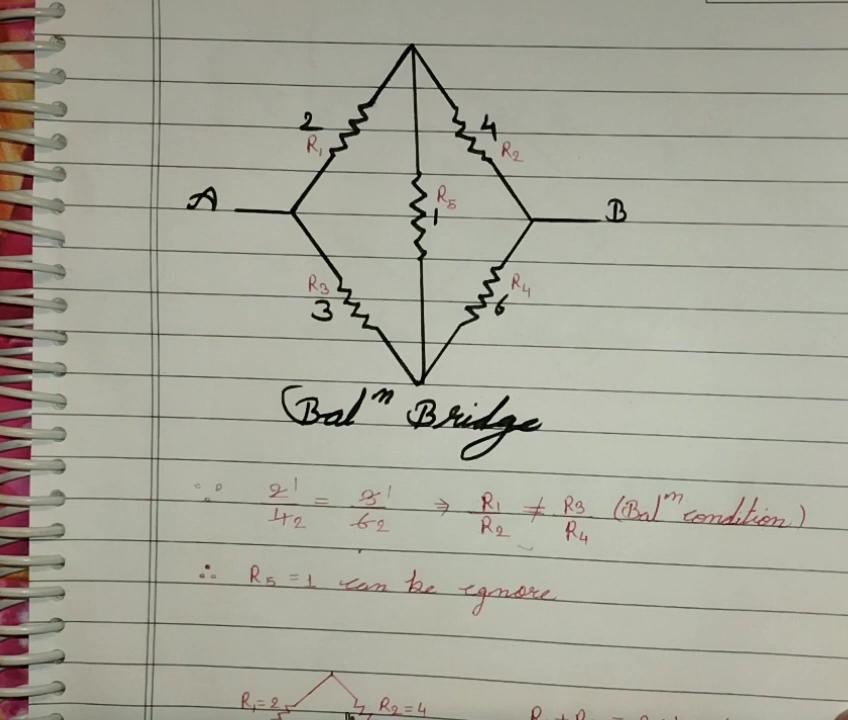 2 4
R₁ R₂
A R₅ B
1
R₃ R₄
3 6
(Balⁿ Bridge
∵ 2¹/4₂ = 3¹/6₂ ⇒ R₁/R₂ ≠ R₃/R₄ (Balⁿ condition)
∴ R₅ = 1 can be egnore
R₁=2 R₂=4